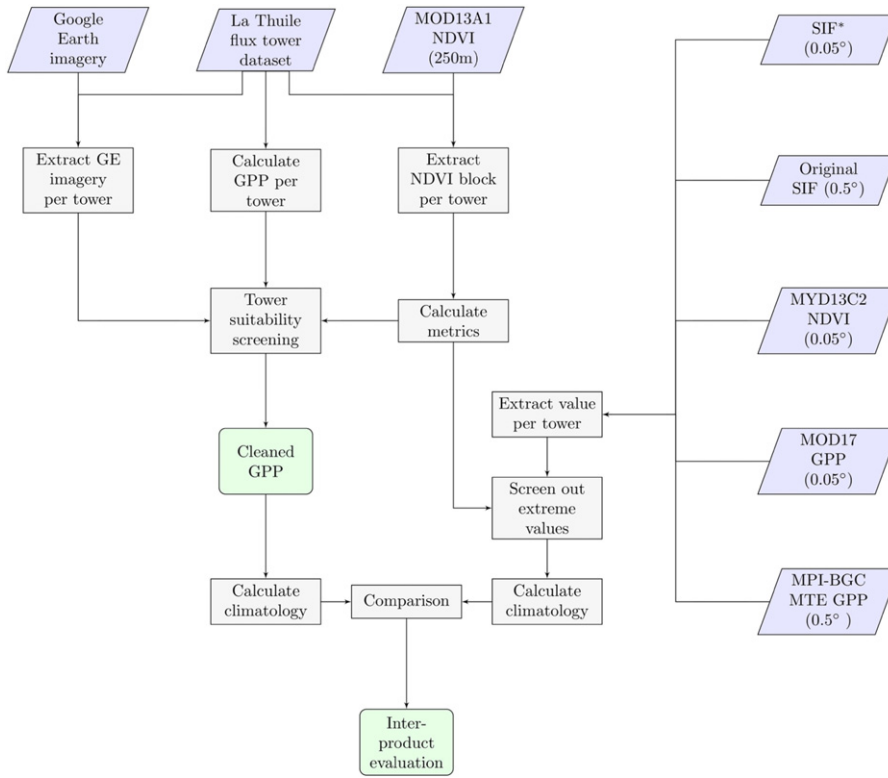 Google
Earth
imagery
La Thuile
flux tower
dataset
MOD13A1
NDVI
(250m)
SIF*
(0.05°)
Extract GE
imagery
per tower
Calculate
GPP per
tower
Extract
NDVI block
per tower
Original
SIF (0.5°)
Tower
suitability
screening
Calculate
metrics
MYD13C2
NDVI
(0.05°)
Extract value
per tower
Cleaned
GPP
MOD17
GPP
(0.05°)
Screen out
extreme
values
Calculate
climatology
Comparison
Calculate
climatology
MPI-BGC
MTE GPP
(0.5° )
Inter-
product
evaluation